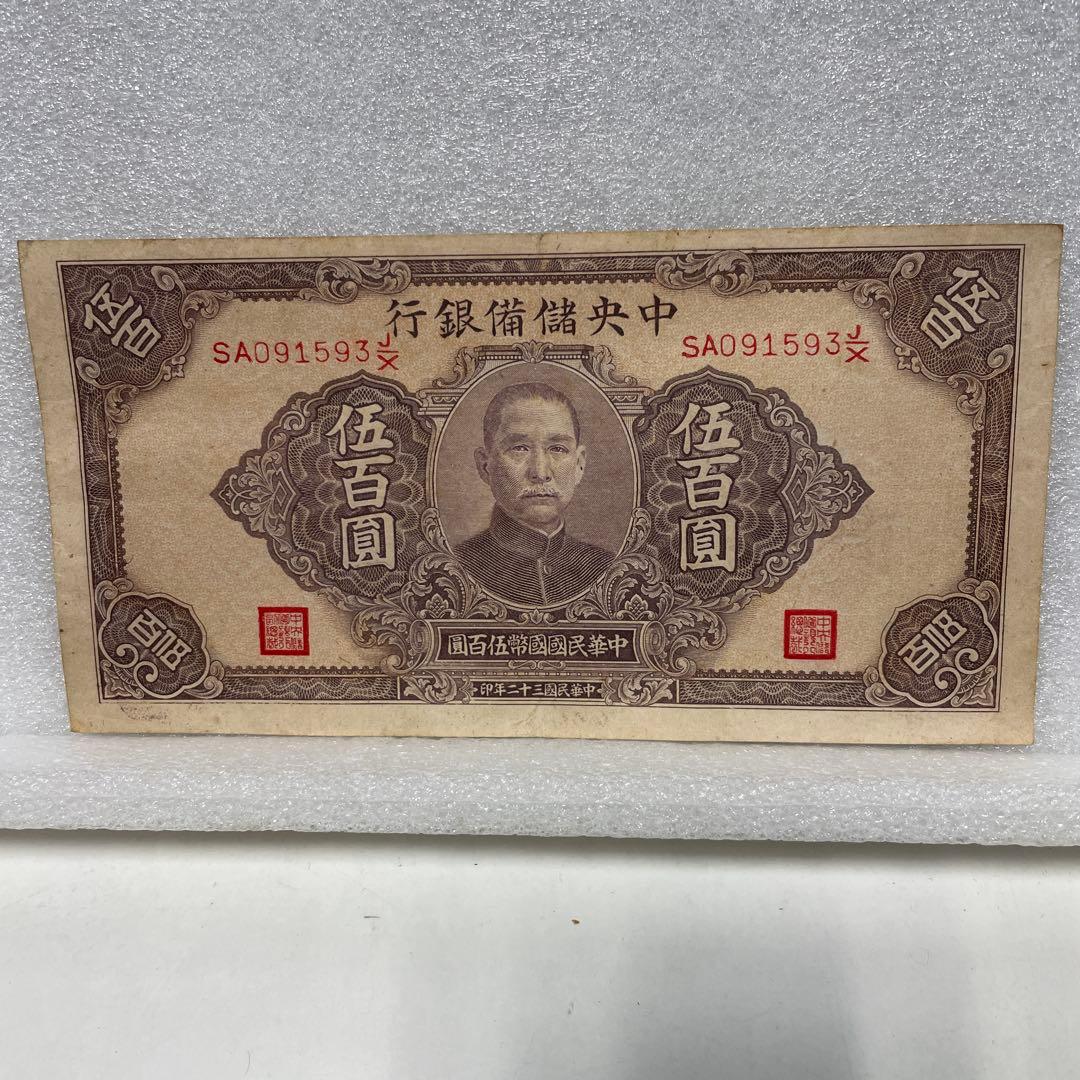 中央儲備銀行
SA091593 J/X
SA091593 J/X
伍百
伍百
伍百圓
伍百圓
伍百
伍百
中華民國國幣伍百圓
中華民國三十二年印